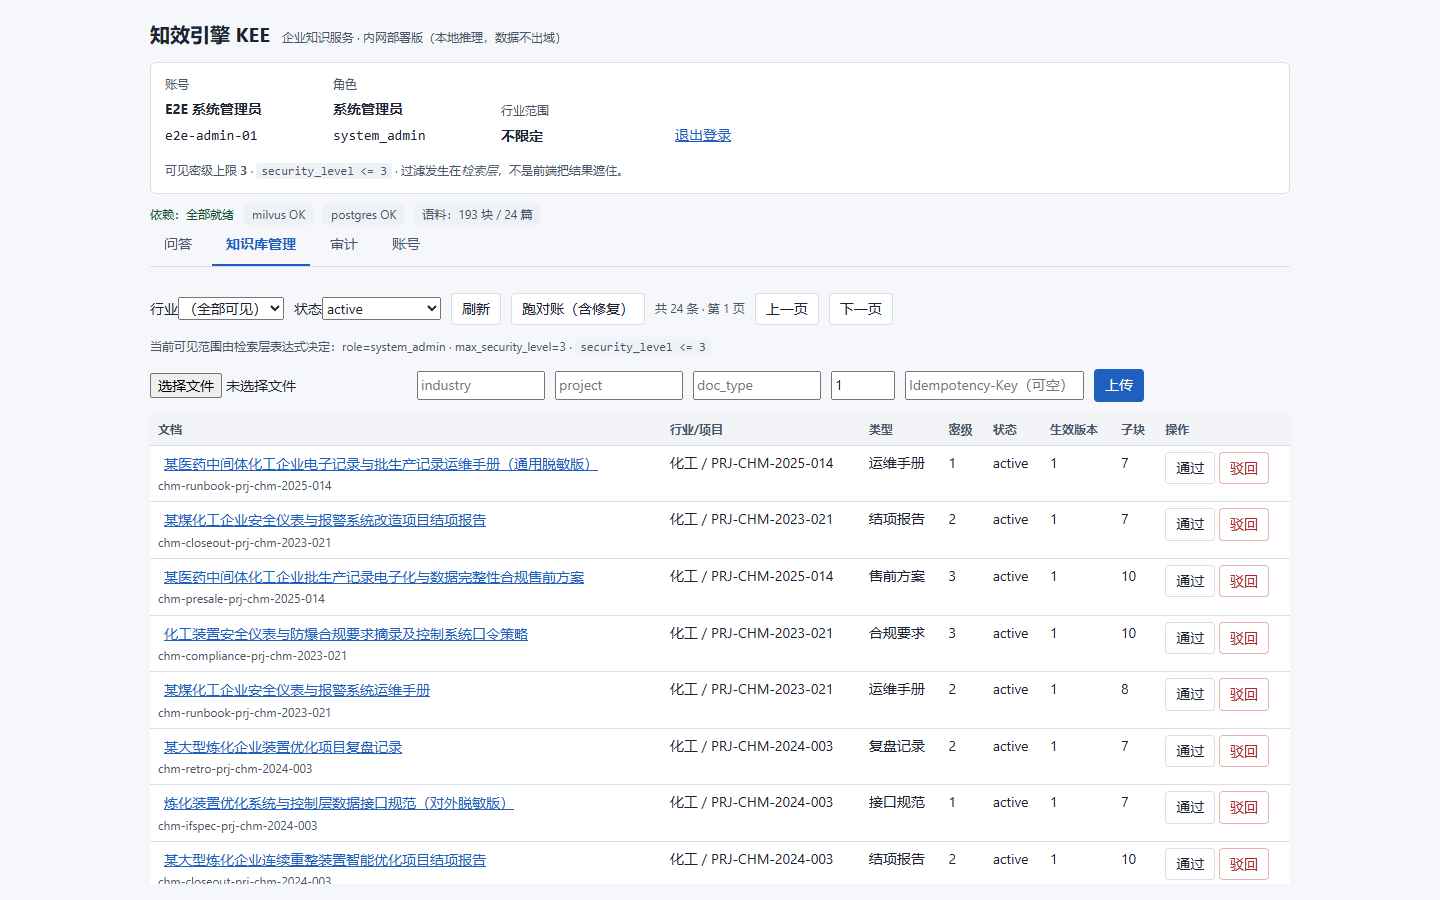 知效引擎 KEE 企业知识服务 · 内网部署版（本地推理，数据不出域）
账号 角色
E2E 系统管理员 系统管理员 行业范围
e2e-admin-01 system_admin 不限定 退出登录
可见密级上限 3 · security_level <= 3 · 过滤发生在检索层，不是前端把结果遮住。
依赖：全部就绪 milvus OK postgres OK 语料：193 块 / 24 篇
问答 知识库管理 审计 账号
行业 （全部可见） 状态 active 刷新 跑对账（含修复） 共 24 条 · 第 1 页 上一页 下一页
当前可见范围由检索层表达式决定：role=system_admin · max_security_level=3 · security_level <= 3
选择文件 未选择文件 industry project doc_type 1 Idempotency-Key（可空） 上传
文档 行业/项目 类型 密级 状态 生效版本 子块 操作
某医药中间体化工企业电子记录与批生产记录运维手册（通用脱敏版） 化工 / PRJ-CHM-2025-014 运维手册 1 active 1 7 通过 驳回
chm-runbook-prj-chm-2025-014
某煤化工企业安全仪表与报警系统改造项目结项报告 化工 / PRJ-CHM-2023-021 结项报告 2 active 1 7 通过 驳回
chm-closeout-prj-chm-2023-021
某医药中间体化工企业批生产记录电子化与数据完整性合规售前方案 化工 / PRJ-CHM-2025-014 售前方案 3 active 1 10 通过 驳回
chm-presale-prj-chm-2025-014
化工装置安全仪表与防爆合规要求摘录及控制系统口令策略 化工 / PRJ-CHM-2023-021 合规要求 3 active 1 10 通过 驳回
chm-compliance-prj-chm-2023-021
某煤化工企业安全仪表与报警系统运维手册 化工 / PRJ-CHM-2023-021 运维手册 2 active 1 8 通过 驳回
chm-runbook-prj-chm-2023-021
某大型炼化企业装置优化项目复盘记录 化工 / PRJ-CHM-2024-003 复盘记录 2 active 1 7 通过 驳回
chm-retro-prj-chm-2024-003
炼化装置优化系统与控制层数据接口规范（对外脱敏版） 化工 / PRJ-CHM-2024-003 接口规范 1 active 1 7 通过 驳回
chm-ifspec-prj-chm-2024-003
某大型炼化企业连续重整装置智能优化项目结项报告 化工 / PRJ-CHM-2024-003 结项报告 2 active 1 10 通过 驳回
chm-closeout-prj-chm-2024-003